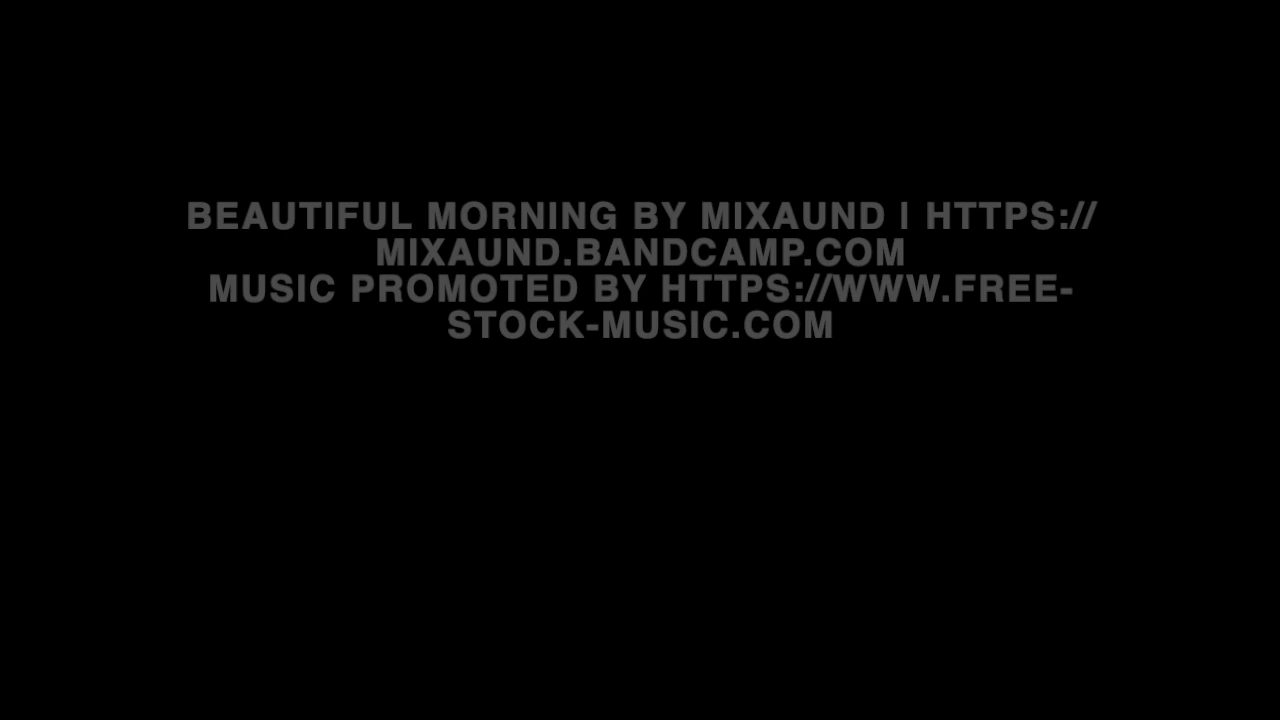 BEAUTIFUL MORNING BY MIXAUND | HTTPS://
MIXAUND.BANDCAMP.COM
MUSIC PROMOTED BY HTTPS://WWW.FREE-
STOCK-MUSIC.COM